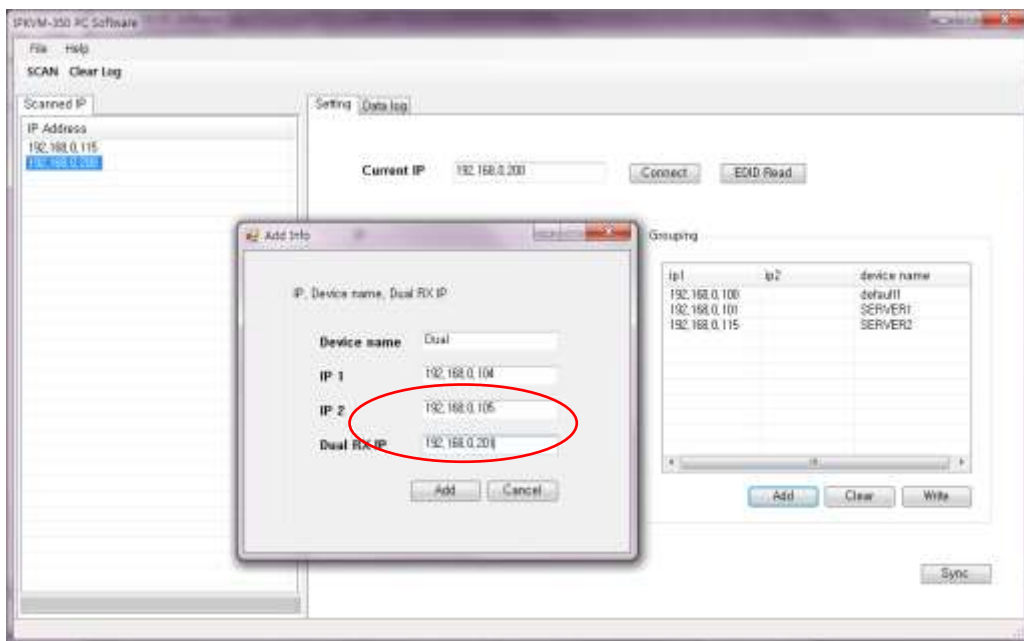 IPKVM-350 PC Software
File Help
SCAN Clear Log
Scanned IP
IP Address
192.168.0.115
192.168.0.200
Setting Data log
Current IP 192.168.0.200 Connect EDID Read
Add Info
IP, Device name, Dual RX IP
Device name Dual
IP 1 192.168.0.104
IP 2 192.168.0.105
Dual RX IP 192.168.0.201
Add Cancel
Grouping
ip1 ip2 device name
192.168.0.100 default1
192.168.0.101 SERVER1
192.168.0.115 SERVER2
Add Clear Write
Sync